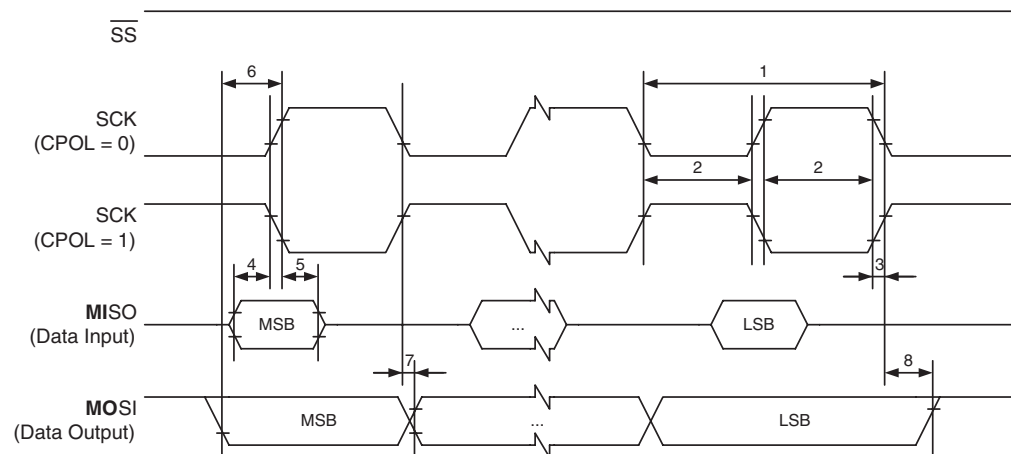 SS
6
1
SCK
(CPOL = 0)
2
2
SCK
(CPOL = 1)
4
5
3
MISO
(Data Input)
MSB
...
LSB
7
8
MOSI
(Data Output)
MSB
...
LSB